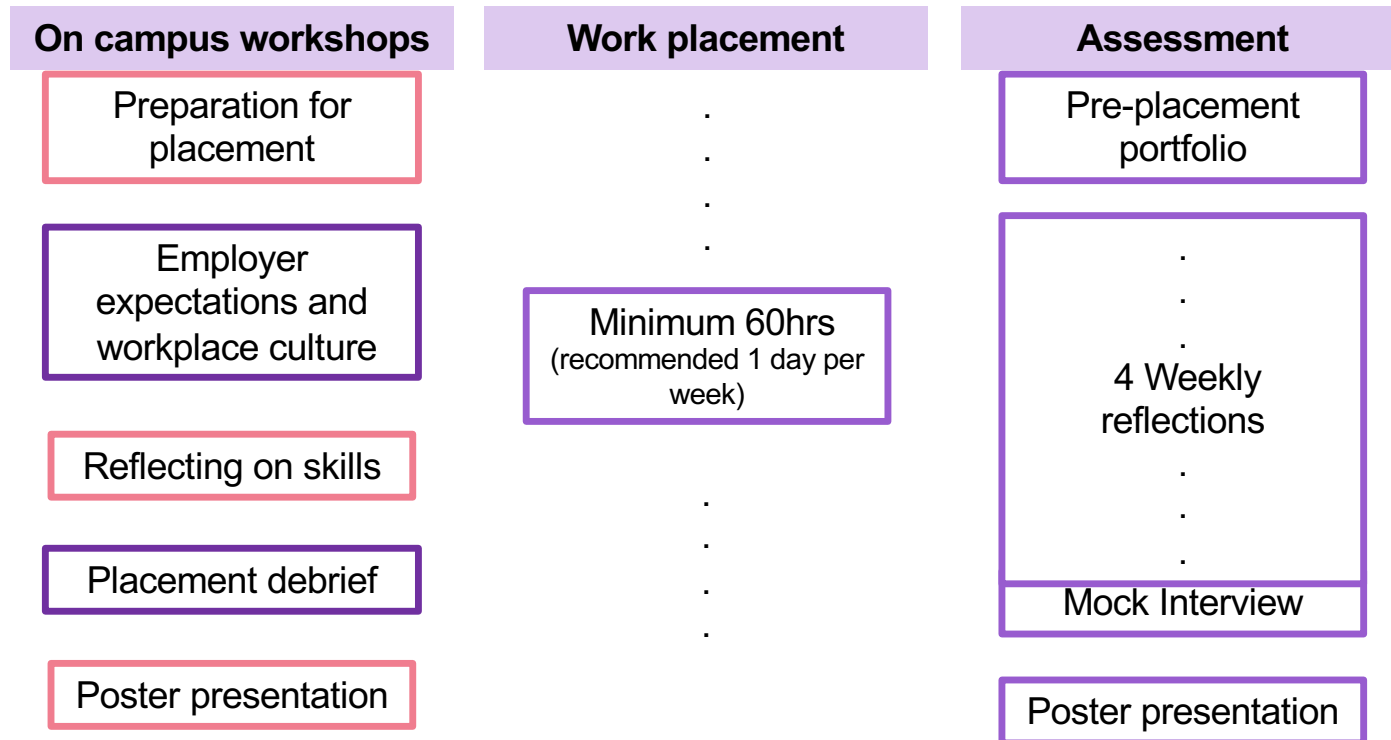 On campus workshops
Preparation for
placement
Employer
expectations and
workplace culture
Reflecting on skills
Placement debrief
Poster presentation
Work placement
.
.
.
.
Minimum 60hrs
(recommended 1 day per
week)
.
.
.
.
Assessment
Pre-placement
portfolio
.
.
.
4 Weekly
reflections
.
.
.
Mock Interview
Poster presentation